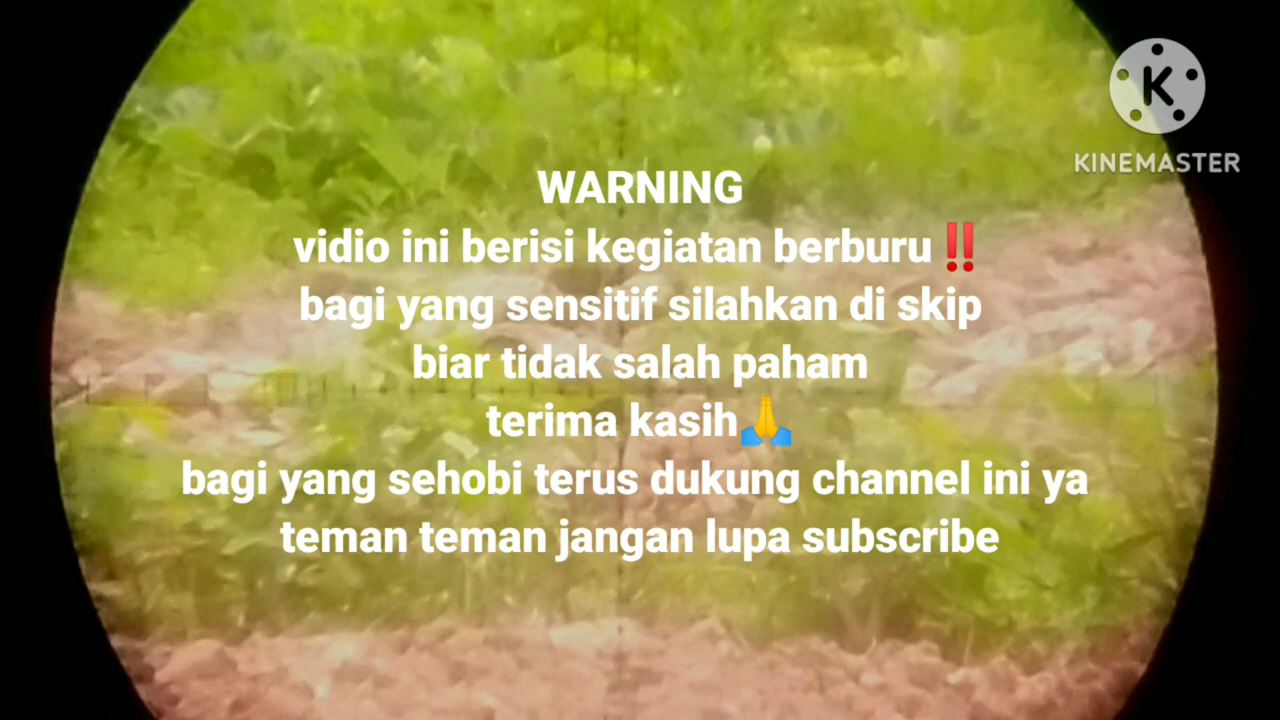 WARNING
vidio ini berisi kegiatan berburu‼️
bagi yang sensitif silahkan di skip
biar tidak salah paham
terima kasih🙏
bagi yang sehobi terus dukung channel ini ya
teman teman jangan lupa subscribe
K
KINEMASTER